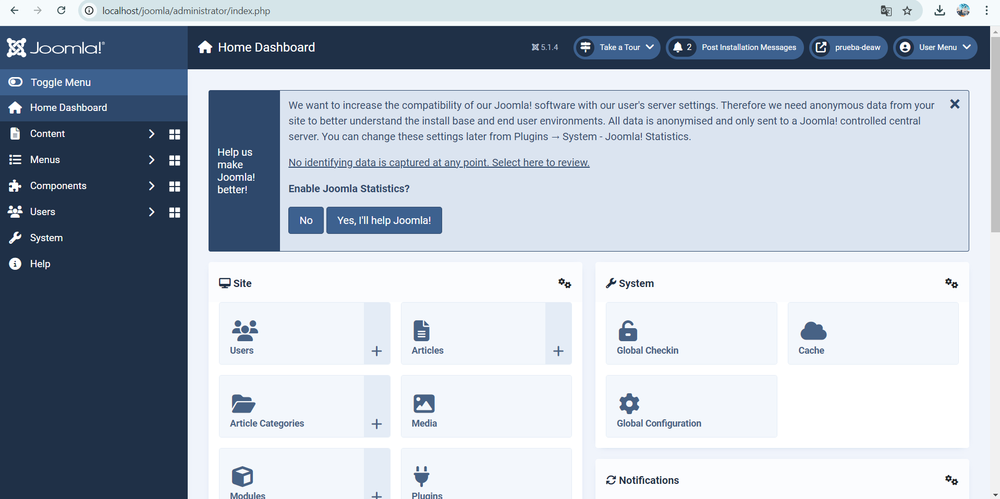 localhost/joomla/administrator/index.php
Joomla!®
Home Dashboard
5.1.4
Take a Tour
2
Post Installation Messages
prueba-deaw
User Menu
Toggle Menu
Home Dashboard
Content
Menus
Components
Users
System
Help
Help us
make
Joomla!
better!
We want to increase the compatibility of our Joomla! software with our user's server settings. Therefore we need anonymous data from your
site to better understand the install base and end user environments. All data is anonymised and only sent to a Joomla! controlled central
server. You can change these settings later from Plugins → System - Joomla! Statistics.
No identifying data is captured at any point. Select here to review.
Enable Joomla Statistics?
No
Yes, I'll help Joomla!
Site
Users
Articles
Article Categories
Media
Modules
Plugins
System
Global Checkin
Cache
Global Configuration
Notifications